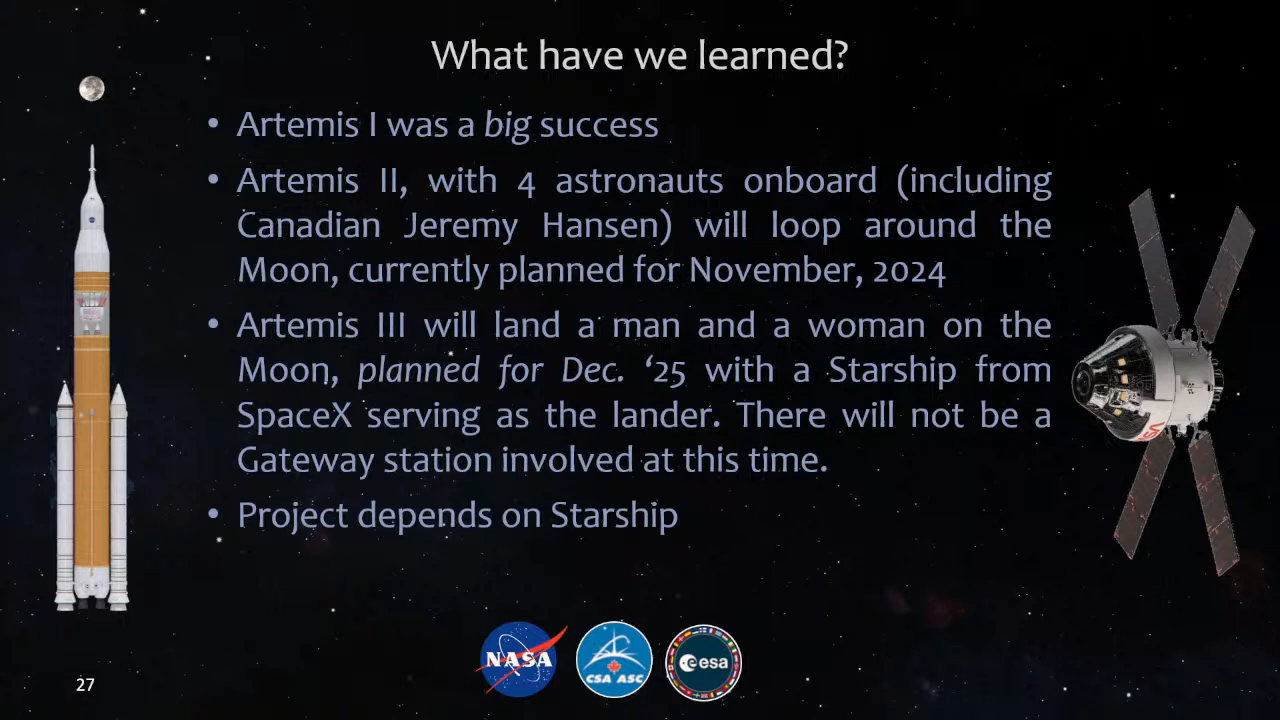 What have we learned?
• Artemis I was a big success
• Artemis II, with 4 astronauts onboard (including
Canadian Jeremy Hansen) will loop around the
Moon, currently planned for November, 2024
• Artemis III will land a man and a woman on the
Moon, planned for Dec. ‘25 with a Starship from
SpaceX serving as the lander. There will not be a
Gateway station involved at this time.
• Project depends on Starship
NASA
CSA ASC
esa
27